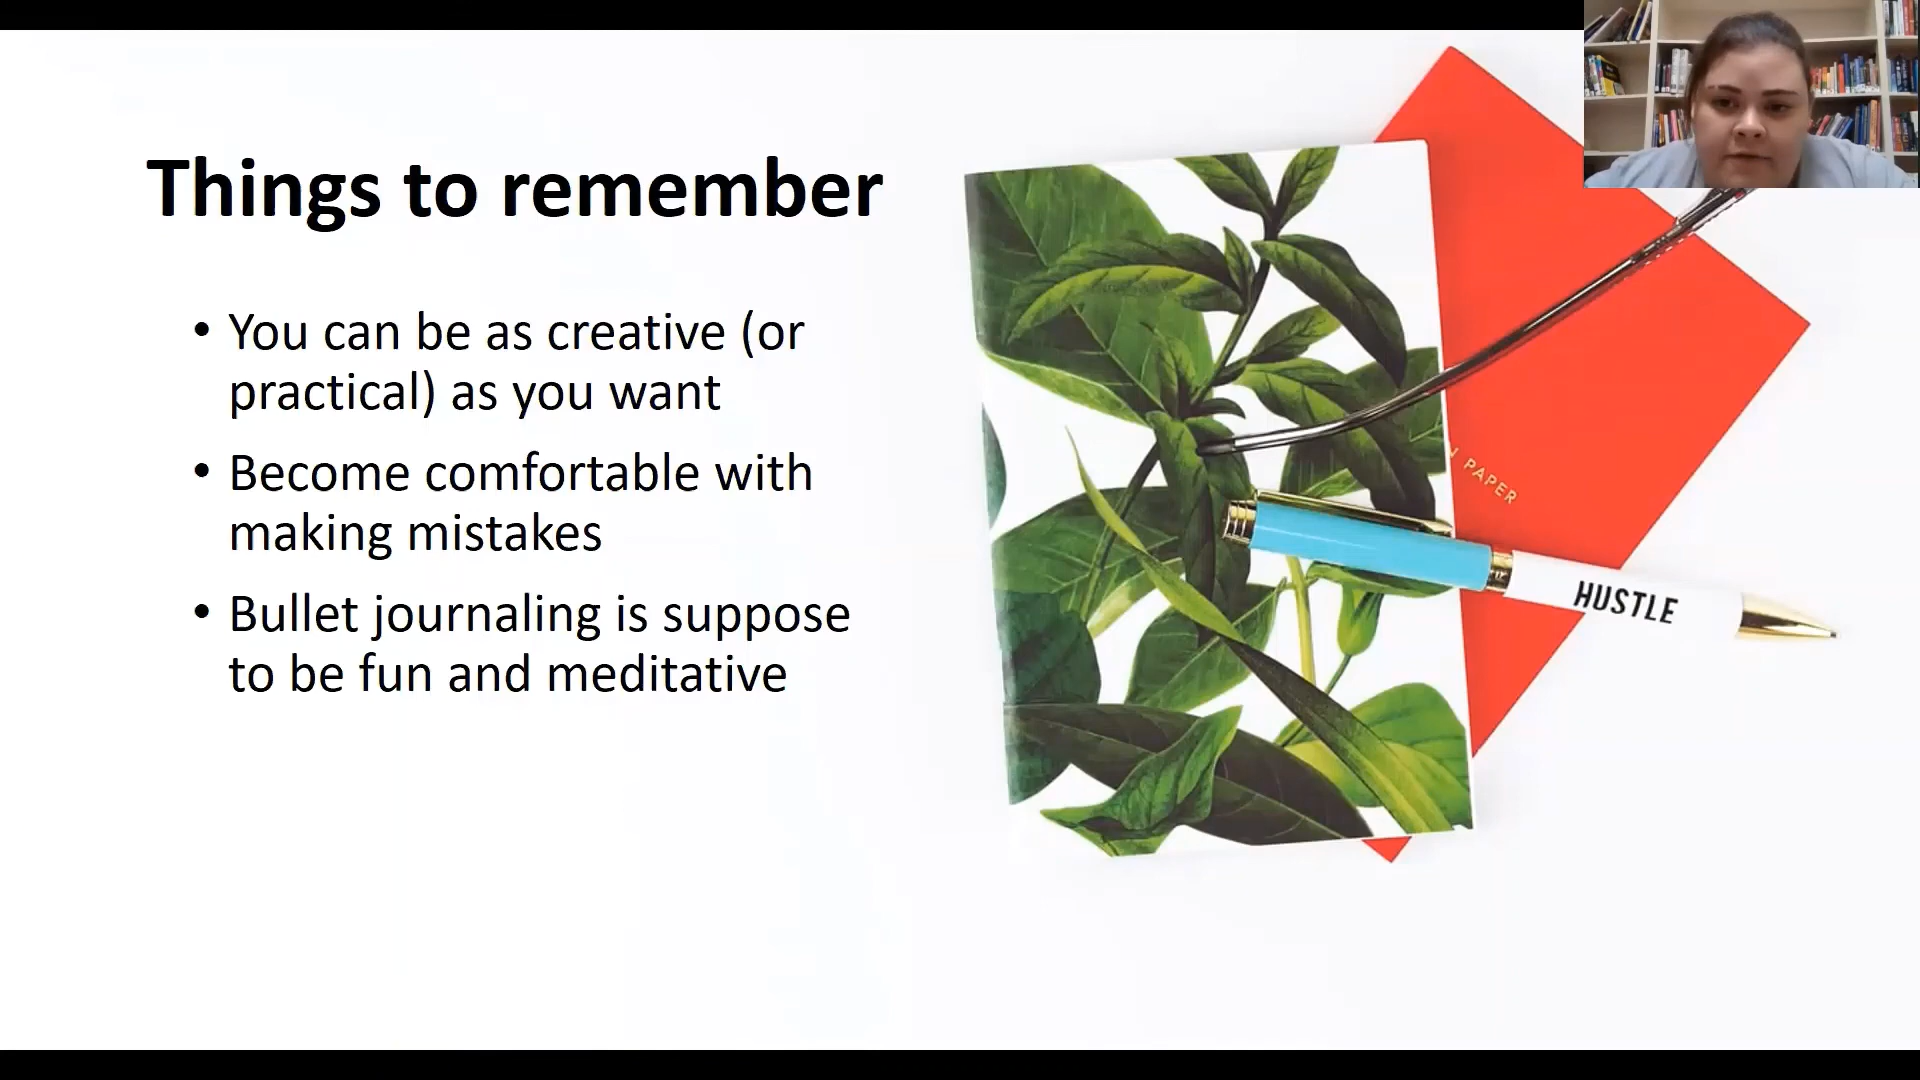 Things to remember
• You can be as creative (or
practical) as you want
• Become comfortable with
making mistakes
• Bullet journaling is suppose
to be fun and meditative
PAPER
HUSTLE